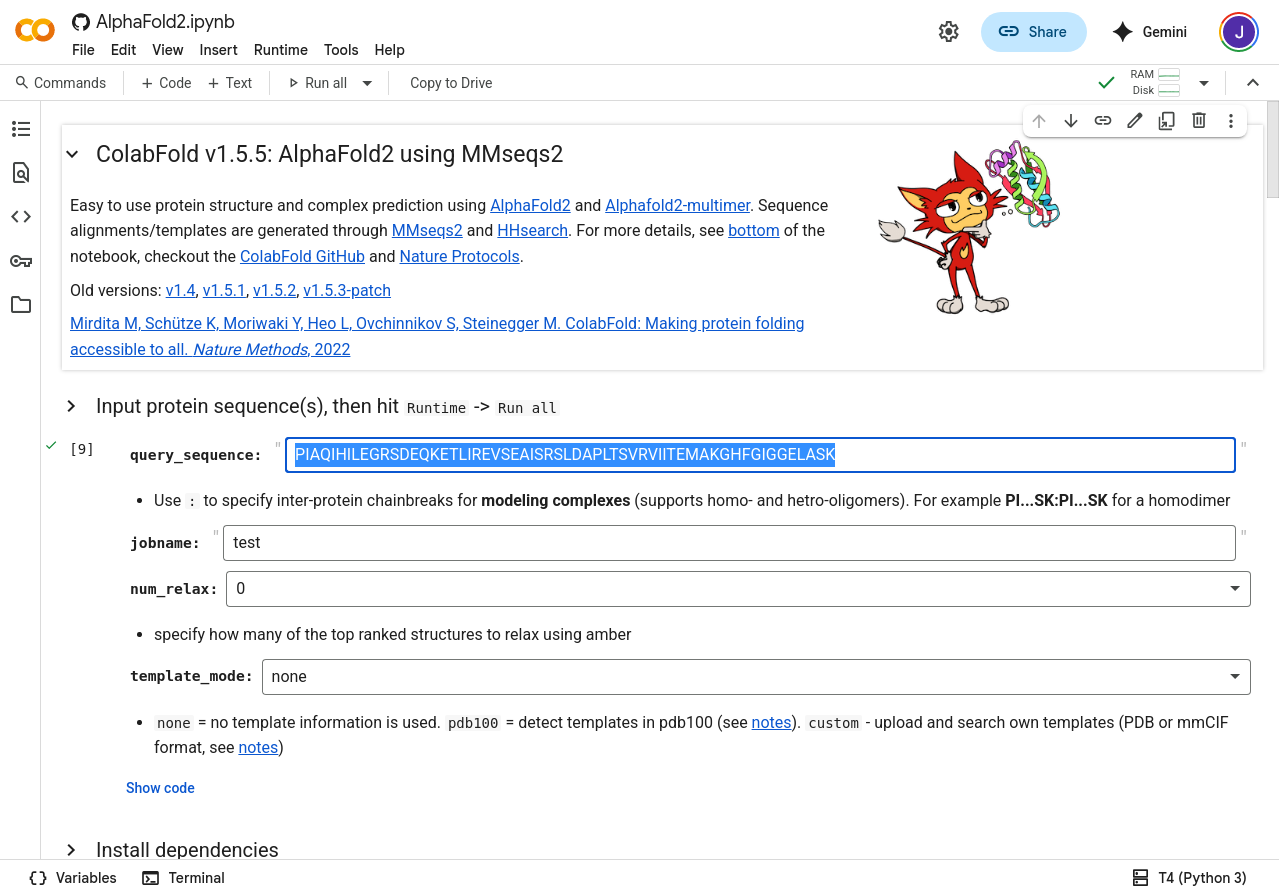 AlphaFold2.ipynb
File Edit View Insert Runtime Tools Help
Share
Gemini
J
Commands + Code + Text Run all Copy to Drive
RAM
Disk
ColabFold v1.5.5: AlphaFold2 using MMseqs2
Easy to use protein structure and complex prediction using AlphaFold2 and Alphafold2-multimer. Sequence
alignments/templates are generated through MMseqs2 and HHsearch. For more details, see bottom of the
notebook, checkout the ColabFold GitHub and Nature Protocols.
Old versions: v1.4, v1.5.1, v1.5.2, v1.5.3-patch
Mirdita M, Schütze K, Moriwaki Y, Heo L, Ovchinnikov S, Steinegger M. ColabFold: Making protein folding
accessible to all. Nature Methods, 2022
Input protein sequence(s), then hit Runtime -> Run all
[9] query_sequence: " PIAQIHILEGRSDEQKETLIREVSEAISRSLDAPLTSVRVIITEMAKGHFGIGGELASK "
• Use : to specify inter-protein chainbreaks for modeling complexes (supports homo- and hetro-oligomers). For example PI...SK:PI...SK for a homodimer
jobname: " test "
num_relax: 0
• specify how many of the top ranked structures to relax using amber
template_mode: none
• none = no template information is used. pdb100 = detect templates in pdb100 (see notes). custom - upload and search own templates (PDB or mmCIF
format, see notes)
Show code
Install dependencies
Variables Terminal T4 (Python 3)